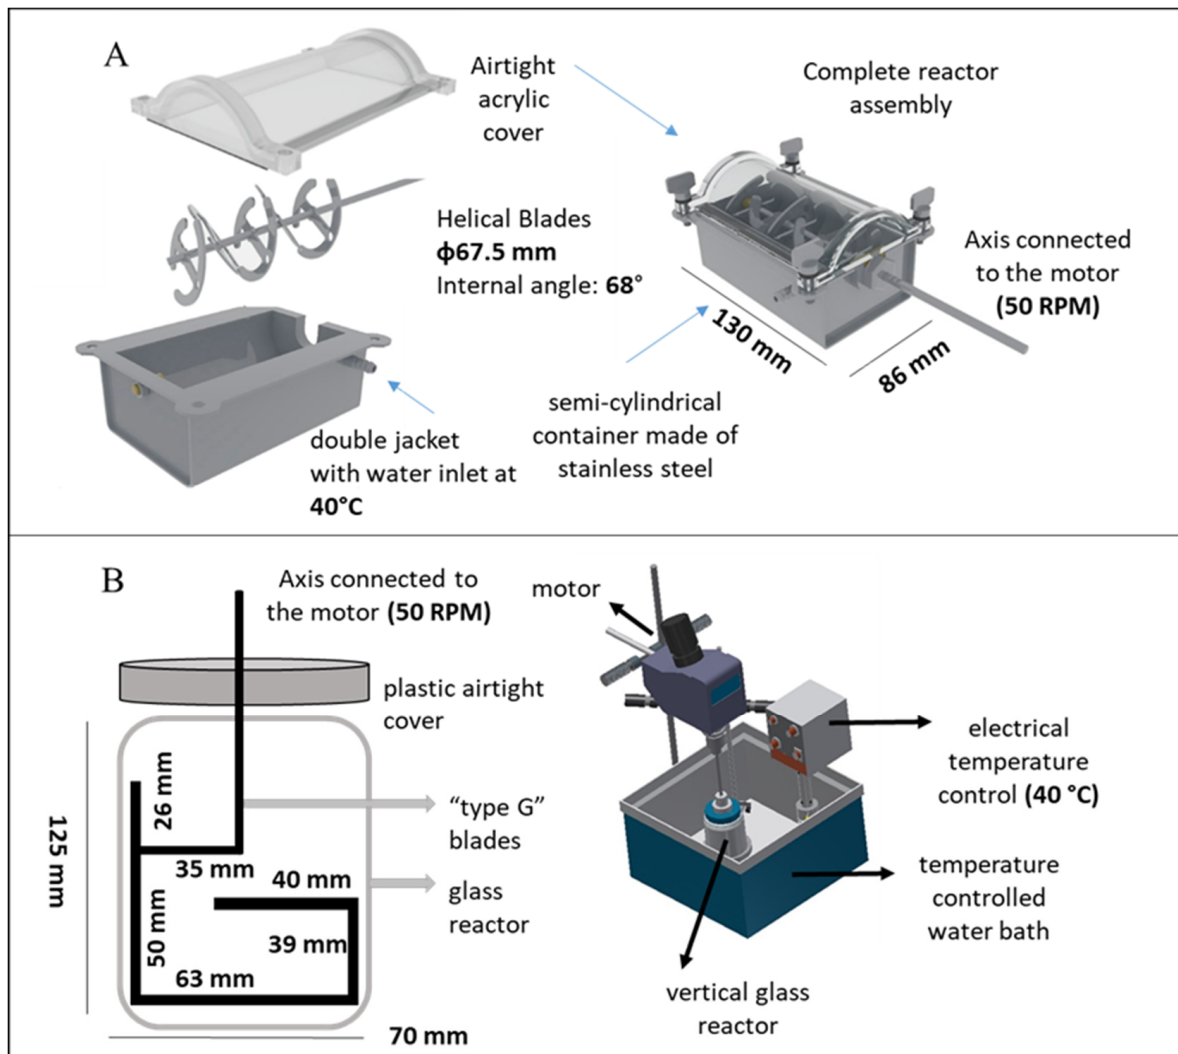 A
Airtight
acrylic
cover
Complete reactor
assembly
Helical Blades
ϕ67.5 mm
Internal angle: 68°
Axis connected
to the motor
(50 RPM)
130 mm
86 mm
double jacket
with water inlet at
40°C
semi-cylindrical
container made of
stainless steel
B
Axis connected to
the motor (50 RPM)
plastic airtight
cover
125 mm
26 mm
35 mm
40 mm
50 mm
39 mm
63 mm
70 mm
"type G"
blades
glass
reactor
motor
electrical
temperature
control (40 °C)
temperature
controlled
water bath
vertical glass
reactor